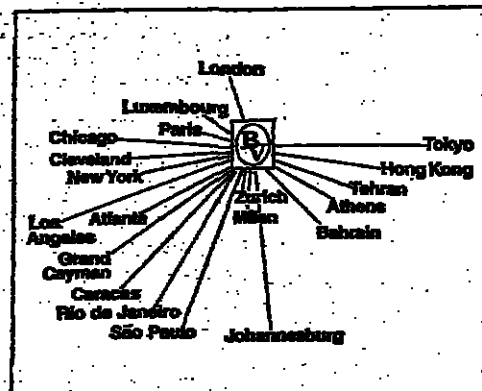 London
Luxembourg
Paris
B
V
Chicago
Cleveland
New York
Tokyo
Hong Kong
Tehran
Athens
Bahrain
Zurich
Milan
Los
Angeles
Atlanta
Grand
Cayman
Caracas
Rio de Janeiro
São Paulo
Johannesburg